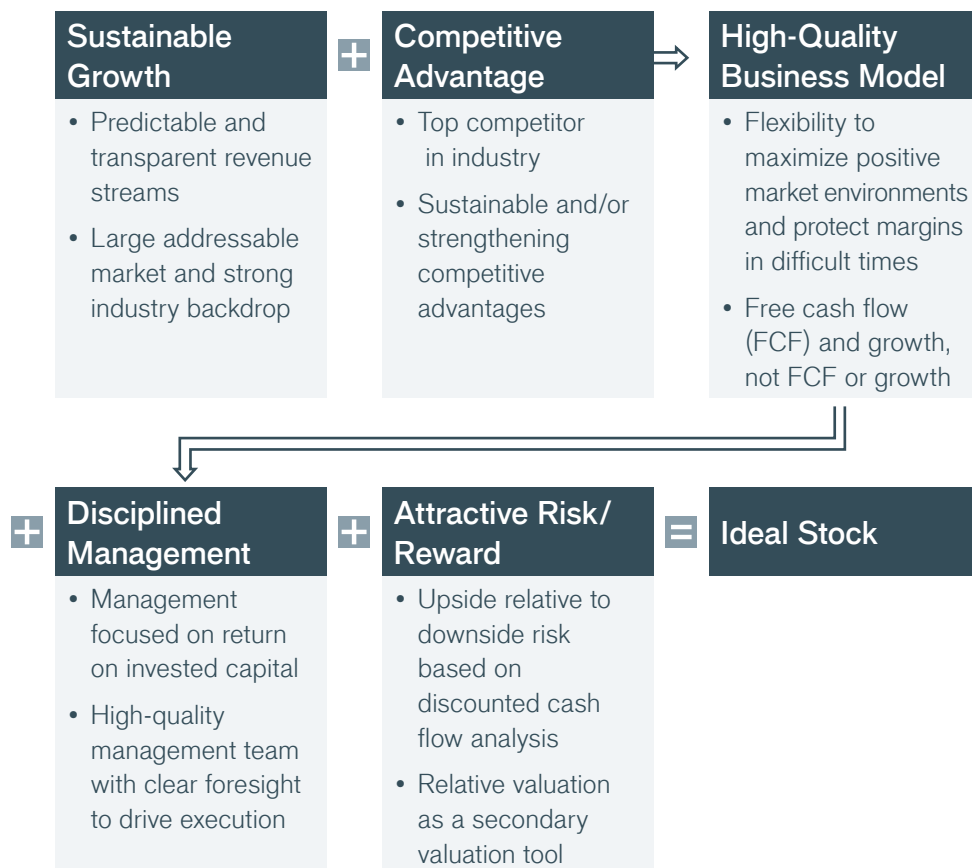 Sustainable
Growth
• Predictable and
transparent revenue
streams
• Large addressable
market and strong
industry backdrop
+
Competitive
Advantage
• Top competitor
in industry
• Sustainable and/or
strengthening
competitive
advantages
High-Quality
Business Model
• Flexibility to
maximize positive
market environments
and protect margins
in difficult times
• Free cash flow
(FCF) and growth,
not FCF or growth
+
Disciplined
Management
• Management
focused on return
on invested capital
• High-quality
management team
with clear foresight
to drive execution
+
Attractive Risk/
Reward
• Upside relative to
downside risk
based on
discounted cash
flow analysis
• Relative valuation
as a secondary
valuation tool
=
Ideal Stock